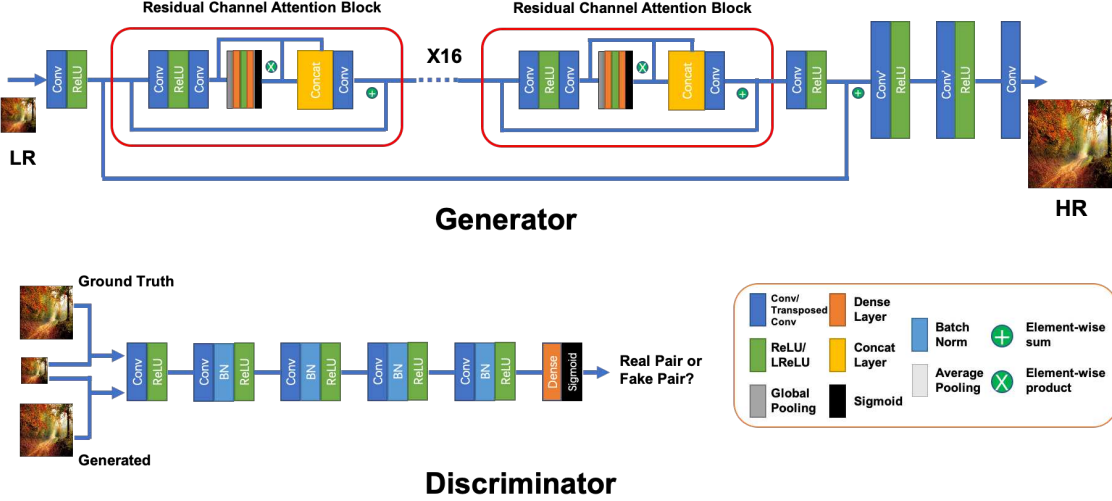 Residual Channel Attention Block
Residual Channel Attention Block
X16
Conv
ReLU
Conv
ReLU
Conv
Concat
Conv
Conv
ReLU
Conv
Concat
Conv
Conv
ReLU
Conv'
ReLU
Conv'
ReLU
Conv
LR
HR
Generator
Ground Truth
Conv
ReLU
Conv
BN
ReLU
Conv
BN
ReLU
Conv
BN
ReLU
Conv
BN
ReLU
Dense
Sigmoid
Real Pair or
Fake Pair?
Generated
Discriminator
Conv/
Transposed
Conv
Dense
Layer
ReLU/
LReLU
Concat
Layer
Global
Pooling
Sigmoid
Batch
Norm
Average
Pooling
Element-wise
sum
Element-wise
product